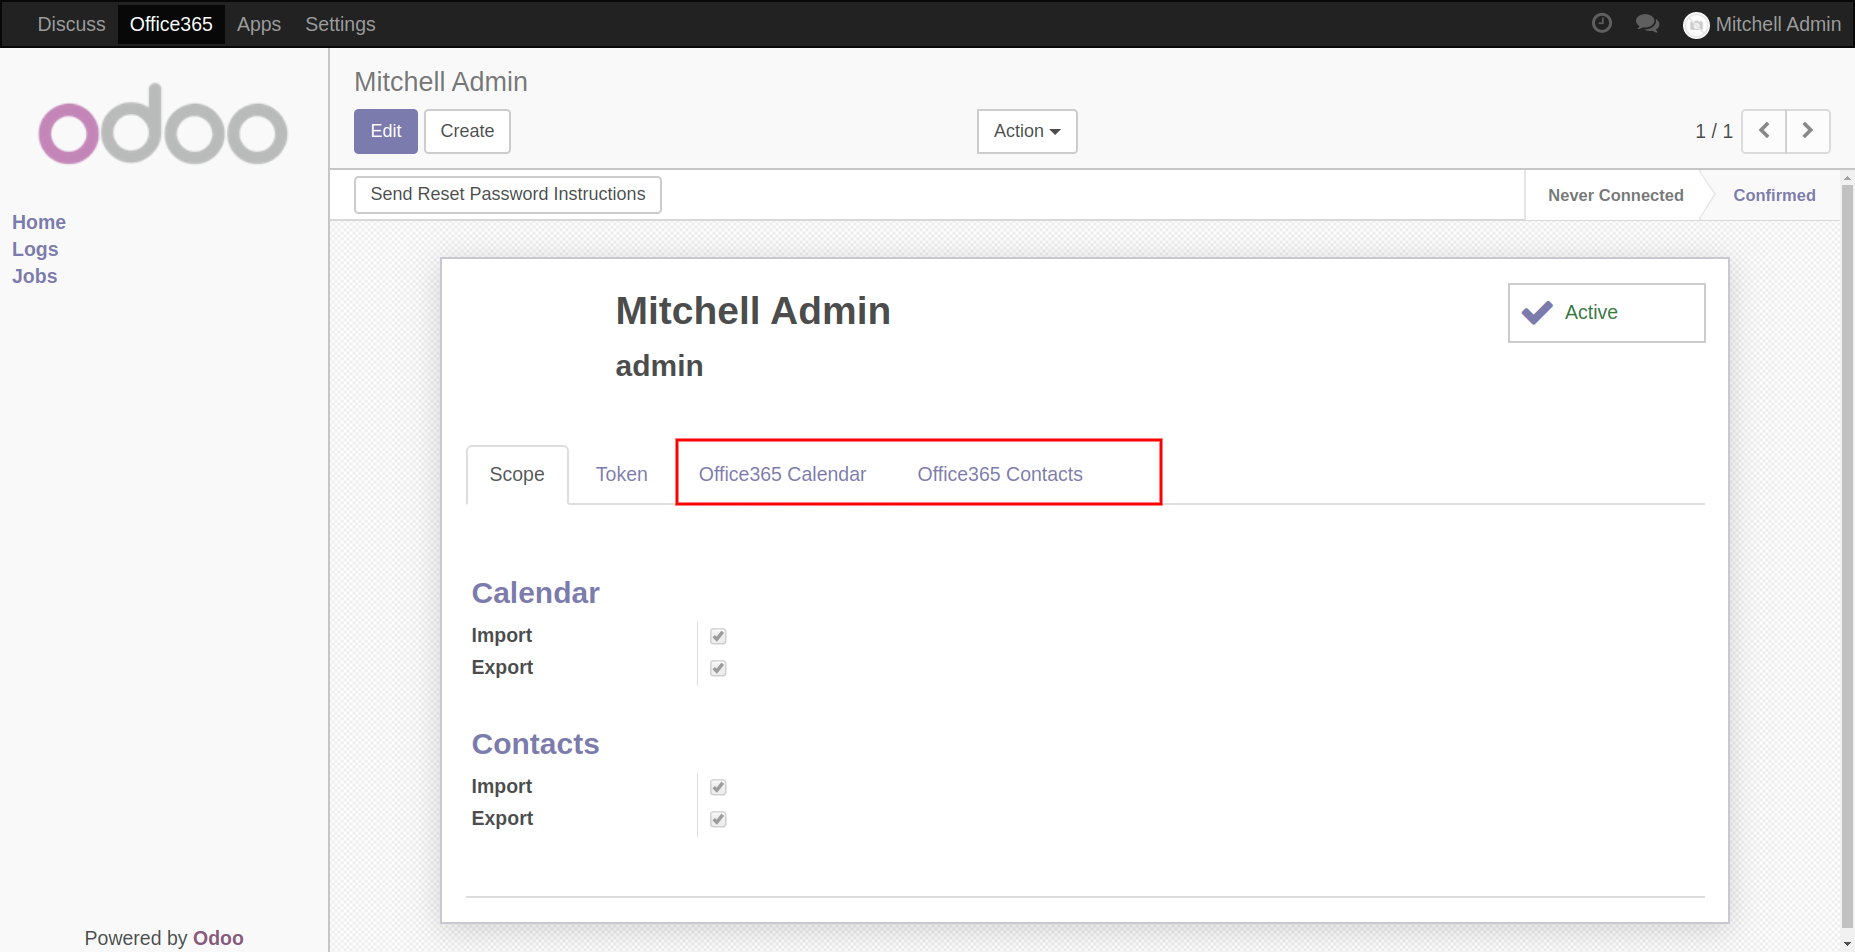 Discuss Office365 Apps Settings Mitchell Admin
odoo
Home
Logs
Jobs
Powered by Odoo
Mitchell Admin
Edit Create Action 1 / 1
Send Reset Password Instructions Never Connected Confirmed
Mitchell Admin
admin
Active
Scope Token Office365 Calendar Office365 Contacts
Calendar
Import
Export
Contacts
Import
Export